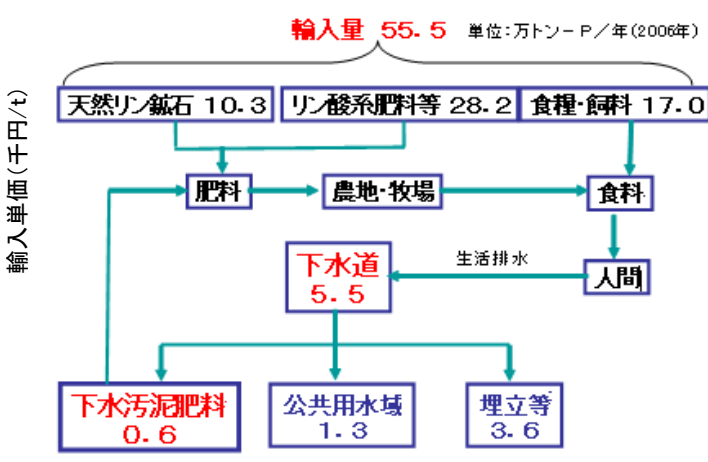 輸入量 55.5 単位:万トン-P/年(2006年)
天然リン鉱石 10.3
リン酸系肥料等 28.2
食糧・飼料 17.0
輸入単価(千円/t)
肥料
農地・牧場
食料
下水道
5.5
生活排水
人間
下水汚泥肥料
0.6
公共用水域
1.3
埋立等
3.6